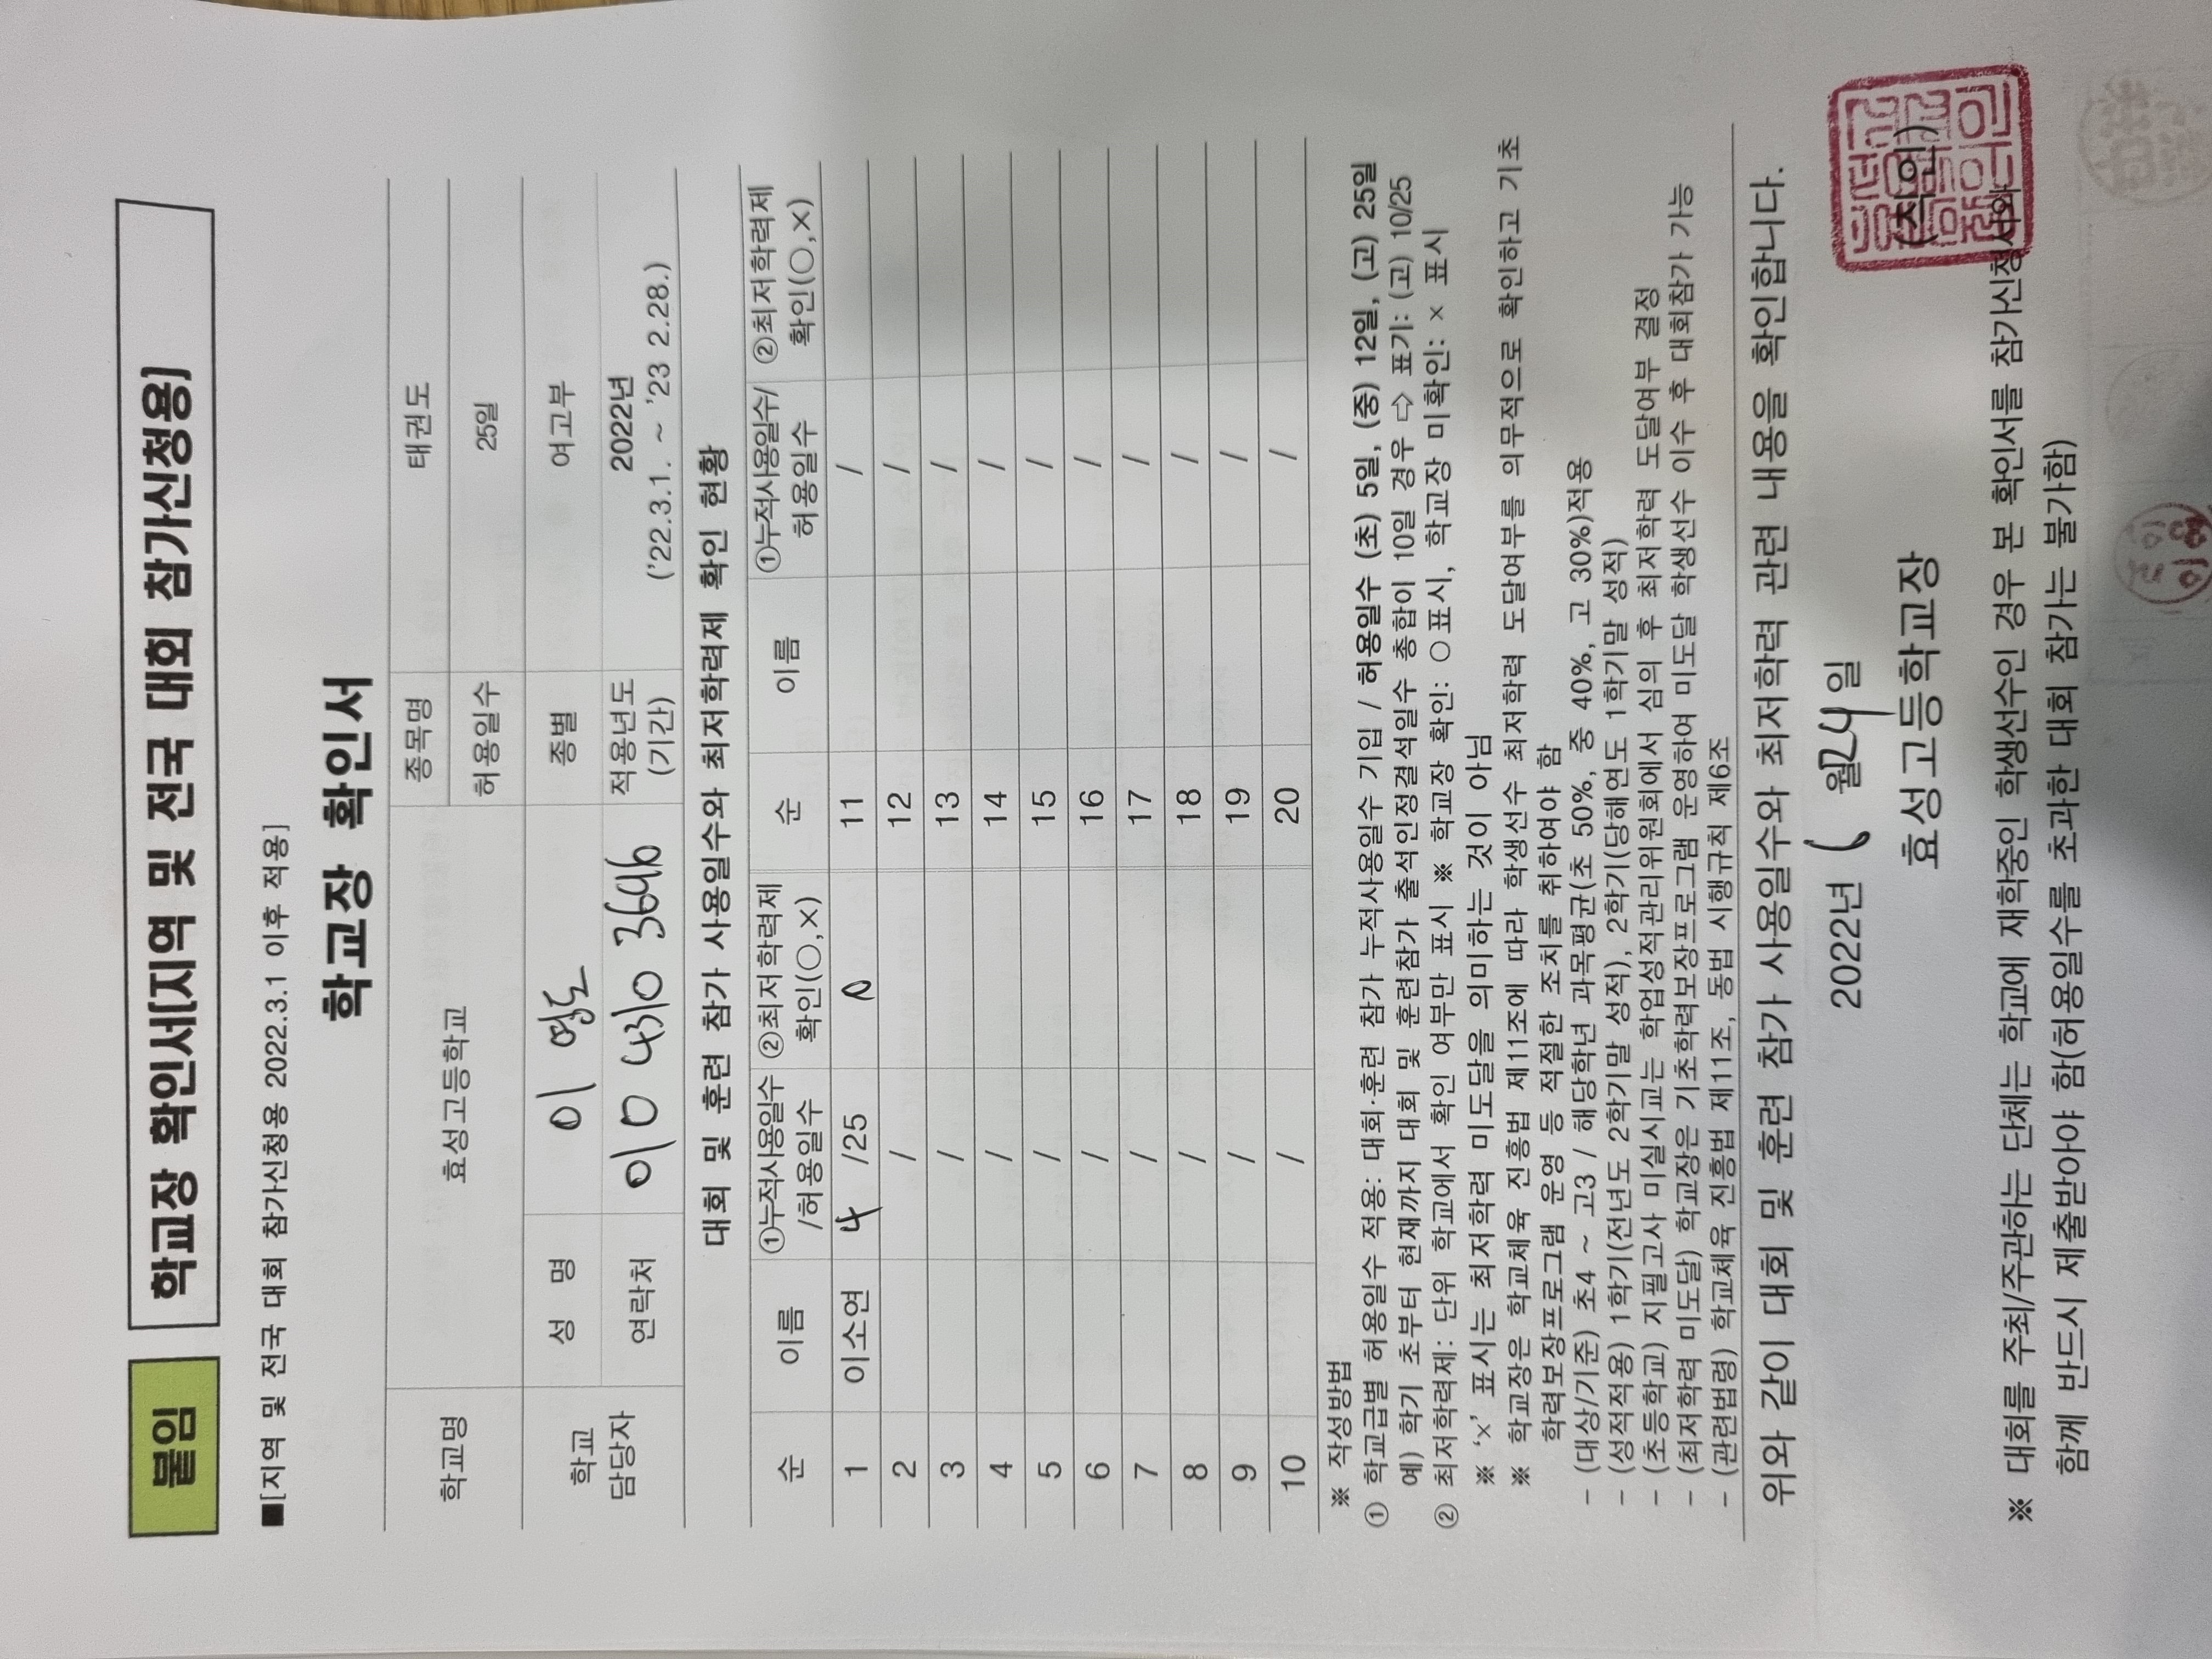 붙임 학교장 확인서[지역 및 전국 대회 참가신청용]
■[지역 및 전국 대회 참가신청용 2022.3.1 이후 적용]
학교장 확인서
학교명 효성고등학교 종목명 태권도
허용일수 25일
학교 담당자 성 명 이영도 종별 여고부
연락처 010 4310 3646 적용년도 (기간) 2022년 ('22.3.1. ~ '23 2.28.)
대회 및 훈련 참가 사용일수와 최저학력제 확인 현황
순 이름 ①누적사용일수/허용일수 ②최저학력제 확인(○,×) 순 이름 ①누적사용일수/허용일수 ②최저학력제 확인(○,×)
1 이소연 4 /25 ○ 11 /
2 / 12 /
3 / 13 /
4 / 14 /
5 / 15 /
6 / 16 /
7 / 17 /
8 / 18 /
9 / 19 /
10 / 20 /
※ 작성방법
① 학교급별 허용일수 적용: 대회·훈련 참가 누적사용일수 기입 / 허용일수 (초) 5일, (중) 12일, (고) 25일
예) 학기 초부터 현재까지 대회 및 훈련참가 출석인정결석일수 총합이 10일 경우 ⇨ 표기: (고) 10/25
② 최저학력제: 단위 학교에서 확인 여부만 표시 ※ 학교장 확인: ○표시, 학교장 미확인: × 표시
※ '×' 표시는 최저학력 미도달을 의미하는 것이 아님
※ 학교장은 학교체육 진흥법 제11조에 따라 학생선수 최저학력 도달여부를 의무적으로 확인하고 기초
학력보장프로그램 운영 등 적절한 조치를 취하여야 함
- (대상/기준) 초4 ~ 고3 / 해당학년 과목평균(초 50%, 중 40%, 고 30%)적용
- (성적적용) 1학기(전년도 2학기말 성적), 2학기(당해연도 1학기말 성적)
- (초등학교) 지필고사 미실시교는 학업성적관리위원회에서 심의 후 최저학력 도달여부 결정
- (최저학력 미도달) 학교장은 기초학력보장프로그램 운영하여 미도달 학생선수 이수 후 대회참가 가능
- (관련법령) 학교체육 진흥법 제11조, 동법 시행규칙 제6조
위와 같이 대회 및 훈련 참가 사용일수와 최저학력 관련 내용을 확인합니다.
2022년 6 월 24 일
효성고등학교장 (직인)
※ 대회를 주최/주관하는 단체는 학교에 재학중인 학생선수인 경우 본 확인서를 참가신청서와
함께 반드시 제출받아야 함(허용일수를 초과한 대회 참가는 불가함)